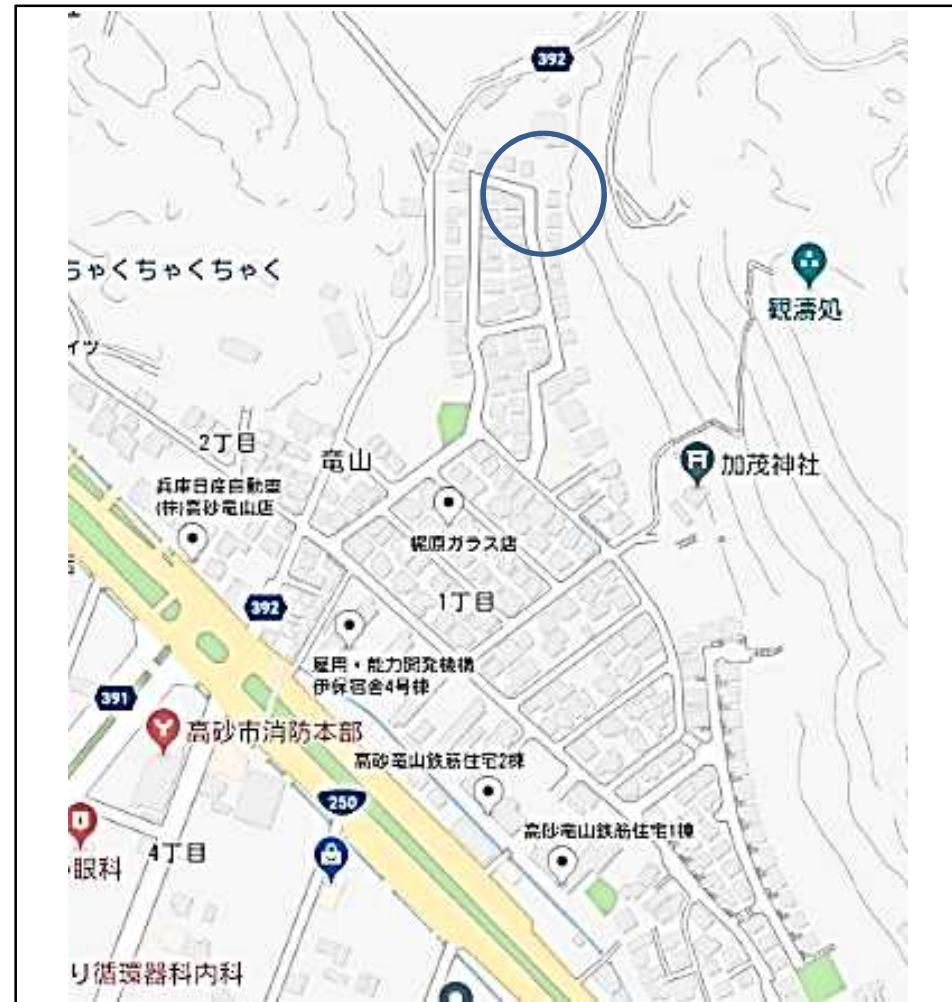 392
ちゃくちゃくちゃく
観濤処
イツ
2丁目
竜山
加茂神社
兵庫日産自動車
(株)高砂竜山店
梶原ガラス店
1丁目
392
雇用・能力開発機構
伊保宿舎4号棟
391
高砂市消防本部
高砂竜山鉄筋住宅2棟
250
高砂竜山鉄筋住宅1棟
4丁目
眼科
り循環器科内科